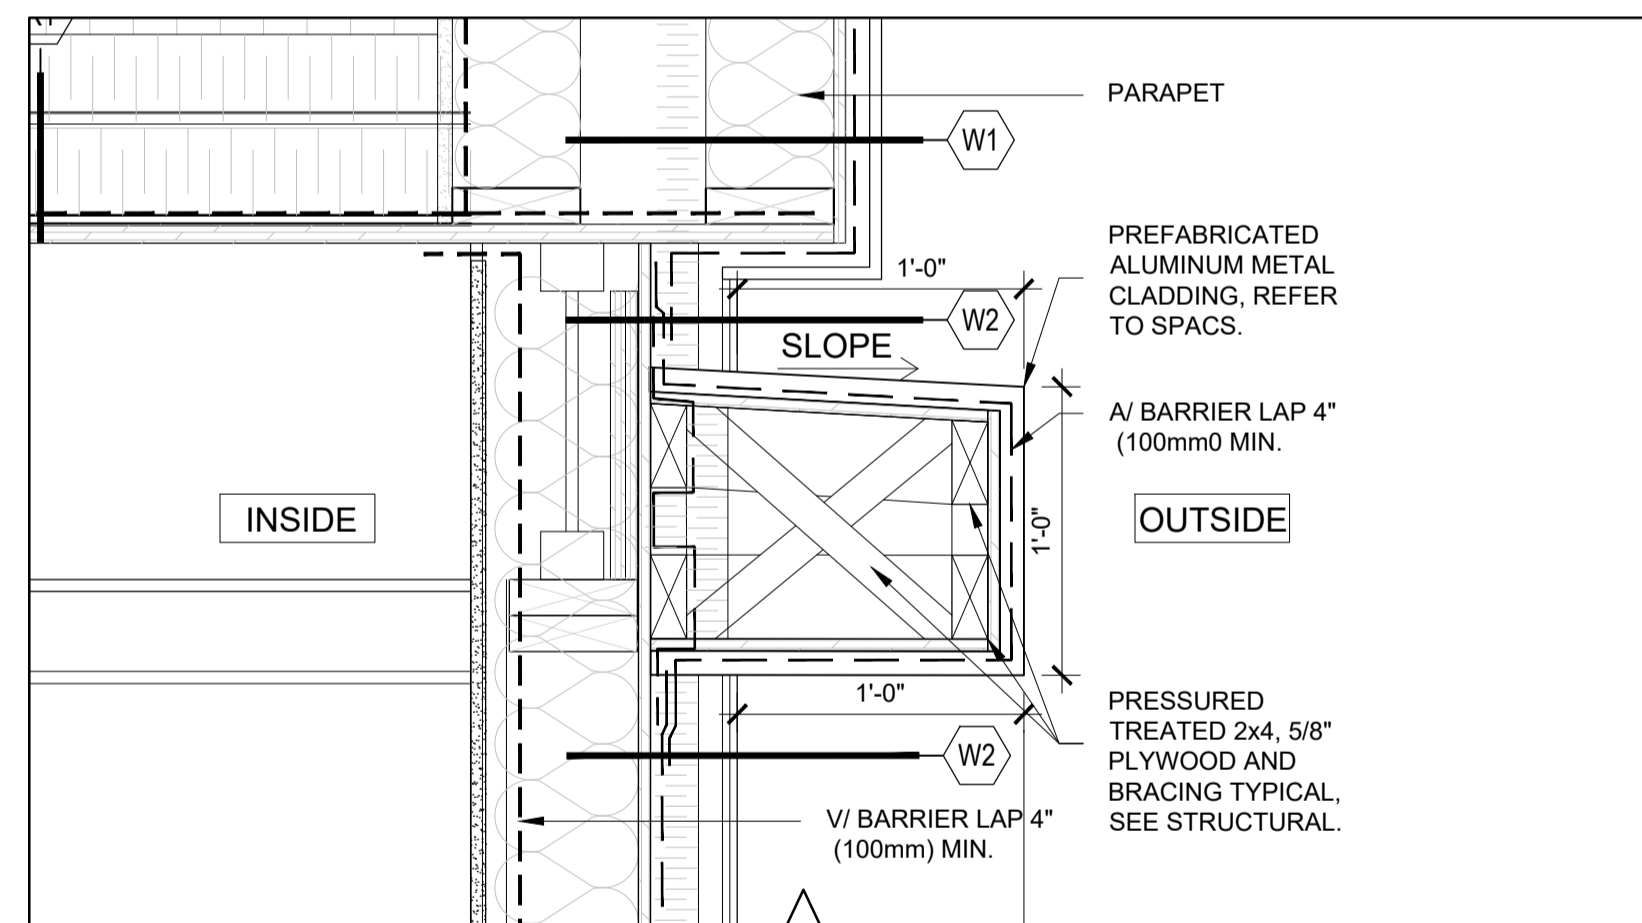 PARAPET
W1
PREFABRICATED
ALUMINUM METAL
CLADDING, REFER
TO SPACS.
1'-0"
W2
SLOPE
A/ BARRIER LAP 4"
(100mm0 MIN.
INSIDE
OUTSIDE
1'-0"
1'-0"
PRESSURED
TREATED 2x4, 5/8"
PLYWOOD AND
BRACING TYPICAL,
SEE STRUCTURAL.
W2
V/ BARRIER LAP 4"
(100mm) MIN.